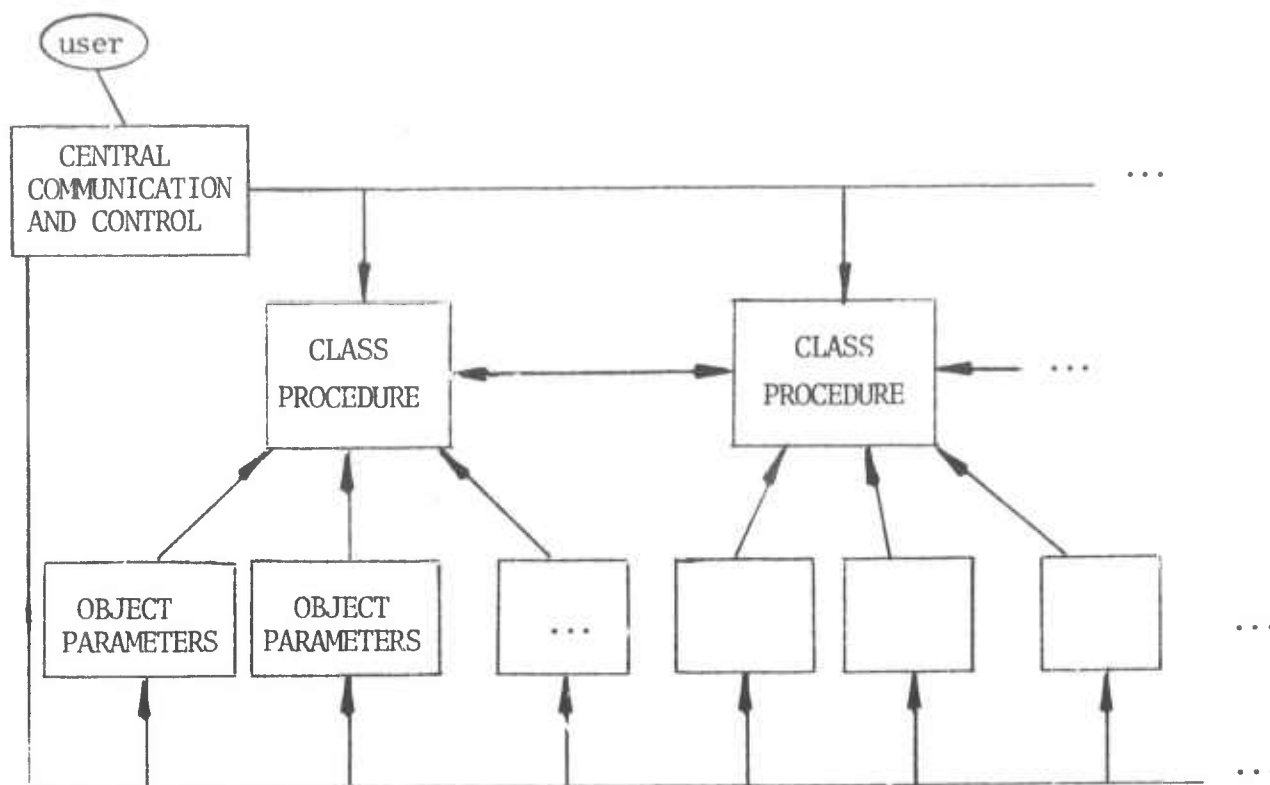 user
CENTRAL
COMMUNICATION
AND CONTROL
...
CLASS
PROCEDURE
CLASS
PROCEDURE
...
OBJECT
PARAMETERS
OBJECT
PARAMETERS
...
...
...